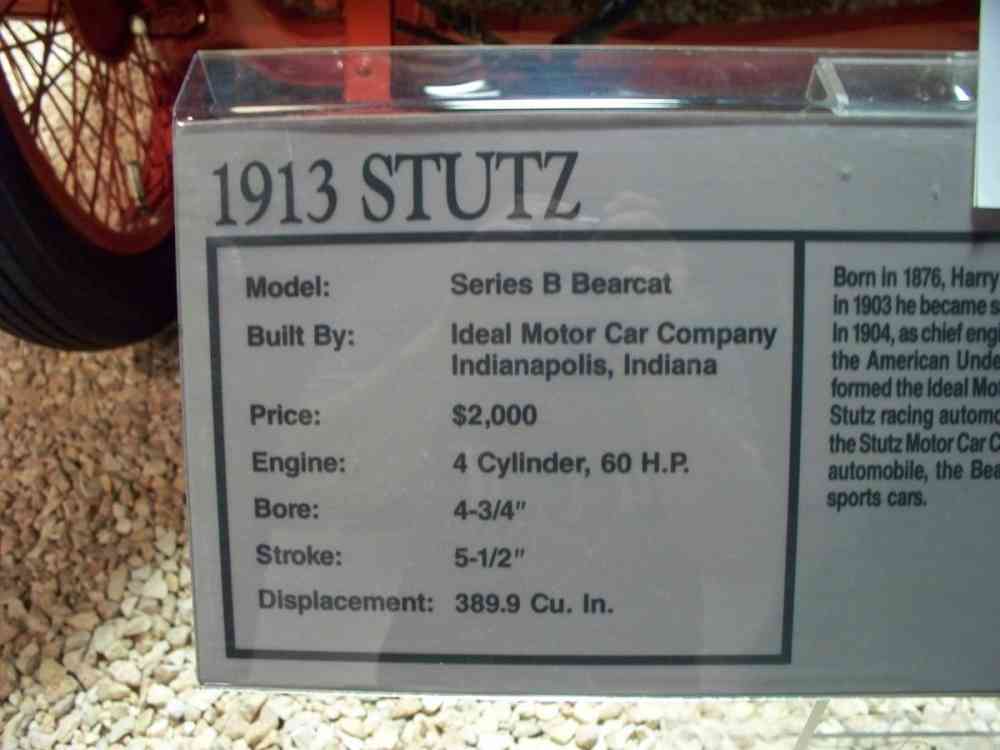 1913 STUTZ
Model: Series B Bearcat
Built By: Ideal Motor Car Company
Indianapolis, Indiana
Price: $2,000
Engine: 4 Cylinder, 60 H.P.
Bore: 4-3/4"
Stroke: 5-1/2"
Displacement: 389.9 Cu. In.
Born in 1876, Harry
in 1903 he became
In 1904, as chief
the American
formed the Ideal
Stutz racing
the Stutz Motor Car
automobile, the
sports cars.